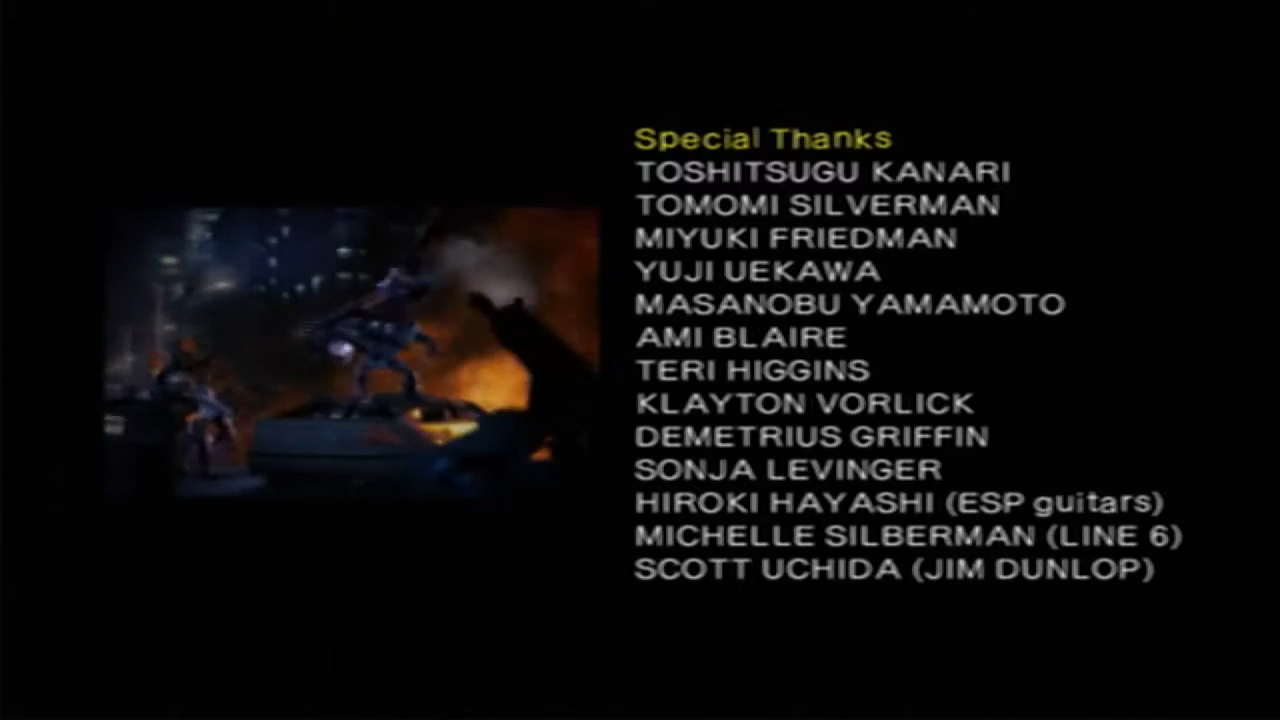 Special Thanks
TOSHITSUGU KANARI
TOMOMI SILVERMAN
MIYUKI FRIEDMAN
YUJI UEKAWA
MASANOBU YAMAMOTO
AMI BLAIRE
TERI HIGGINS
KLAYTON VORLICK
DEMETRIUS GRIFFIN
SONJA LEVINGER
HIROKI HAYASHI (ESP guitars)
MICHELLE SILBERMAN (LINE 6)
SCOTT UCHIDA (JIM DUNLOP)